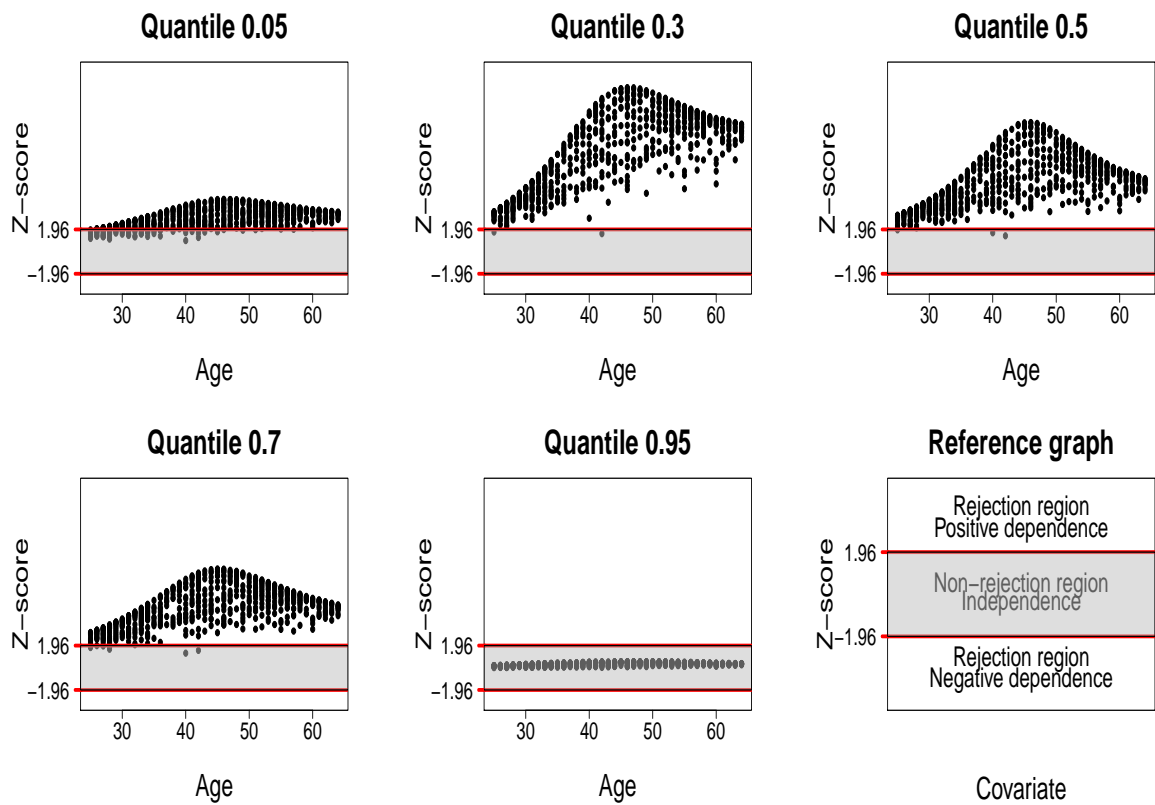 Quantile 0.05
Quantile 0.3
Quantile 0.5
Z−score
1.96
−1.96
30 40 50 60
Age
Z−score
1.96
−1.96
30 40 50 60
Age
Z−score
1.96
−1.96
30 40 50 60
Age
Quantile 0.7
Quantile 0.95
Reference graph
Z−score
1.96
−1.96
30 40 50 60
Age
Z−score
1.96
−1.96
30 40 50 60
Age
Z−score
1.96
−1.96
Rejection region
Positive dependence
Non−rejection region
Independence
Rejection region
Negative dependence
Covariate